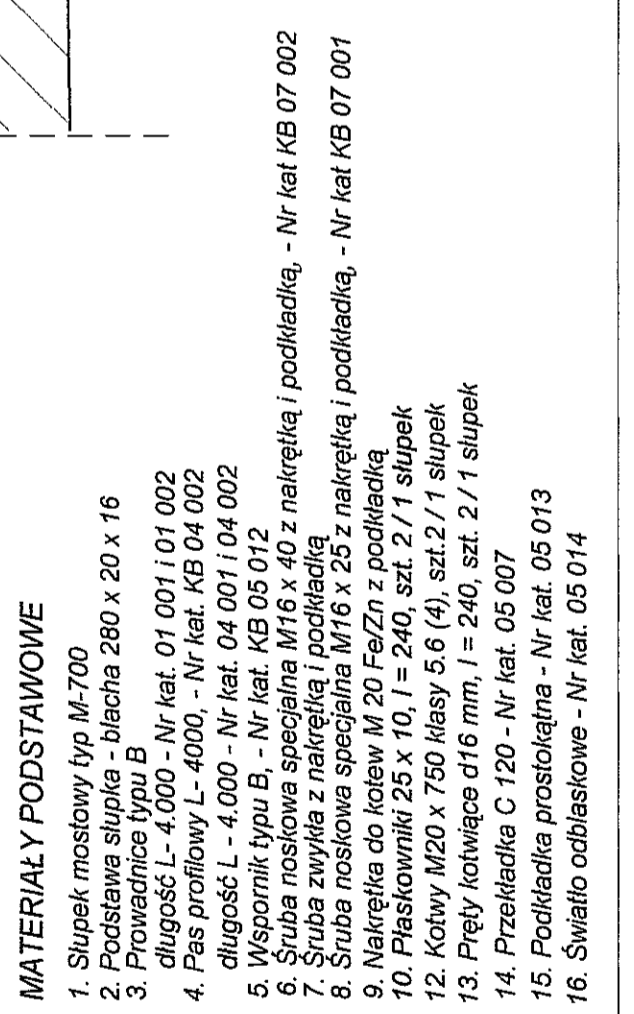 MATERIAŁY PODSTAWOWE
1. Słupek mostowy typ M-700
2. Podstawa słupka - blacha 280 x 20 x 16
3. Prowadnice typu B
długość L- 4.000 - Nr kat. 01 001 i 01 002
4. Pas profilowy L- 4000, - Nr kat. KB 04 002
długość L - 4.000 - Nr kat. 04 001 i 04 002
5. Wspornik typu B, - Nr kat. KB 05 012
6. Śruba noskowa specjalna M16 x 40 z nakrętką i podkładką, - Nr kat KB 07 002
7. Śruba zwykła z nakrętką i podkładką
8. Śruba noskowa specjalna M16 x 25 z nakrętką i podkładką, - Nr kat KB 07 001
9. Nakrętka do kotew M 20 Fe/Zn z podkładką
10. Płaskowniki 25 x 10, l = 240, szt. 2 / 1 słupek
12. Kotwy M20 x 750 klasy 5.6 (4), szt.2 / 1 słupek
13. Pręty kotwiące d16 mm, l = 240, szt. 2 / 1 słupek
14. Przekładka C 120 - Nr kat. 05 007
15. Podkładka prostokątna - Nr kat. 05 013
16. Światło odblaskowe - Nr kat. 05 014